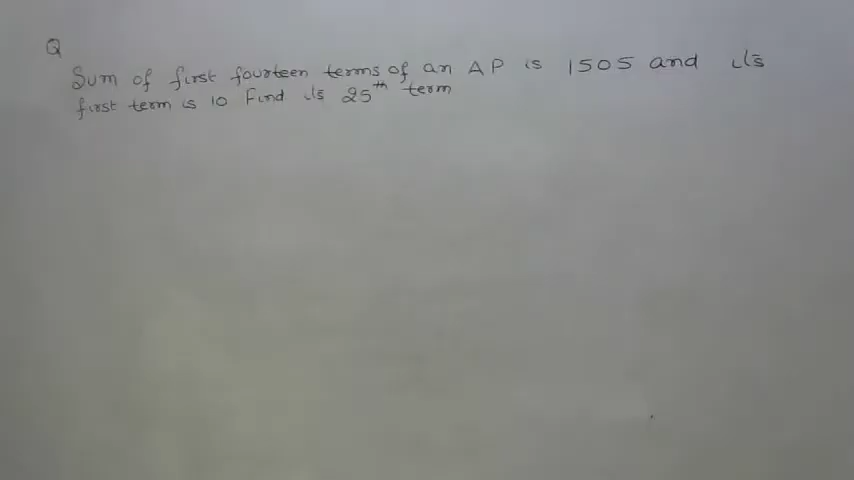 Q
Sum of first fourteen terms of an AP is 1505 and its
first term is 10 Find its 25th term